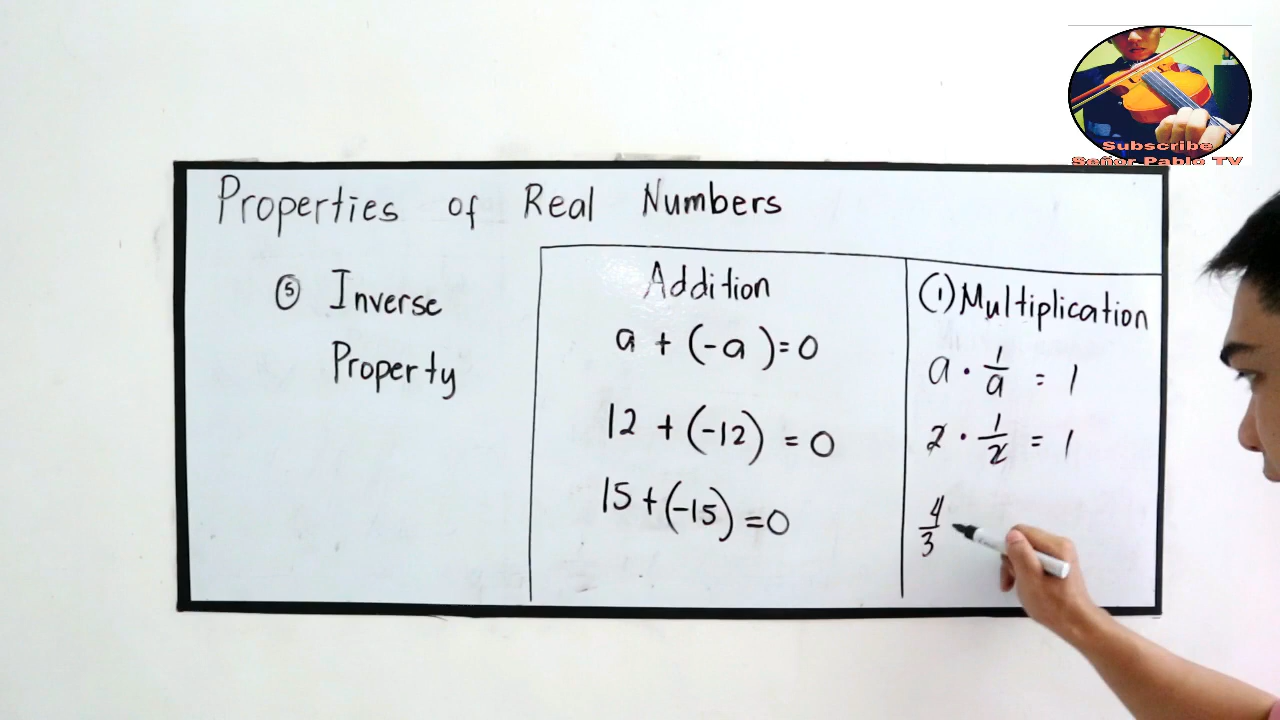 Subscribe
Señor Pablo TV
Properties of Real Numbers
⑤ Inverse
Property
Addition
a + (-a) = 0
12 + (-12) = 0
15 + (-15) = 0
(1) Multiplication
a · 1/a = 1
2 · 1/2 = 1
4/3